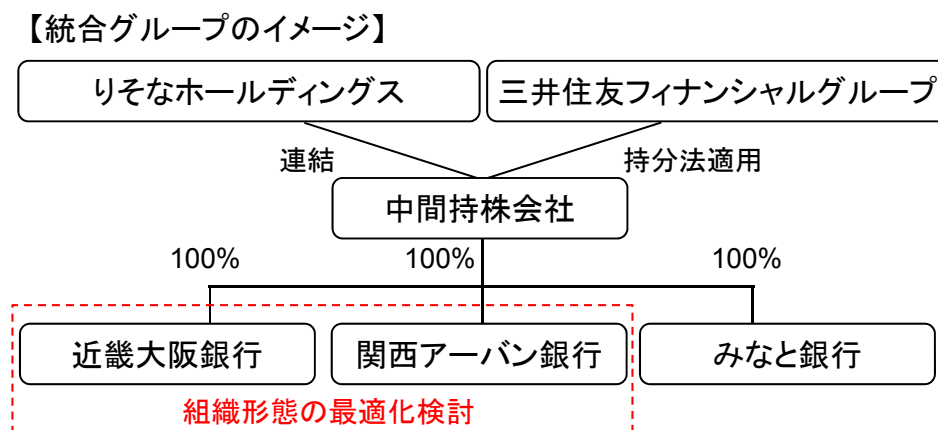 【統合グループのイメージ】
りそなホールディングス
三井住友フィナンシャルグループ
連結
持分法適用
中間持株会社
100%
100%
100%
近畿大阪銀行
関西アーバン銀行
みなと銀行
組織形態の最適化検討